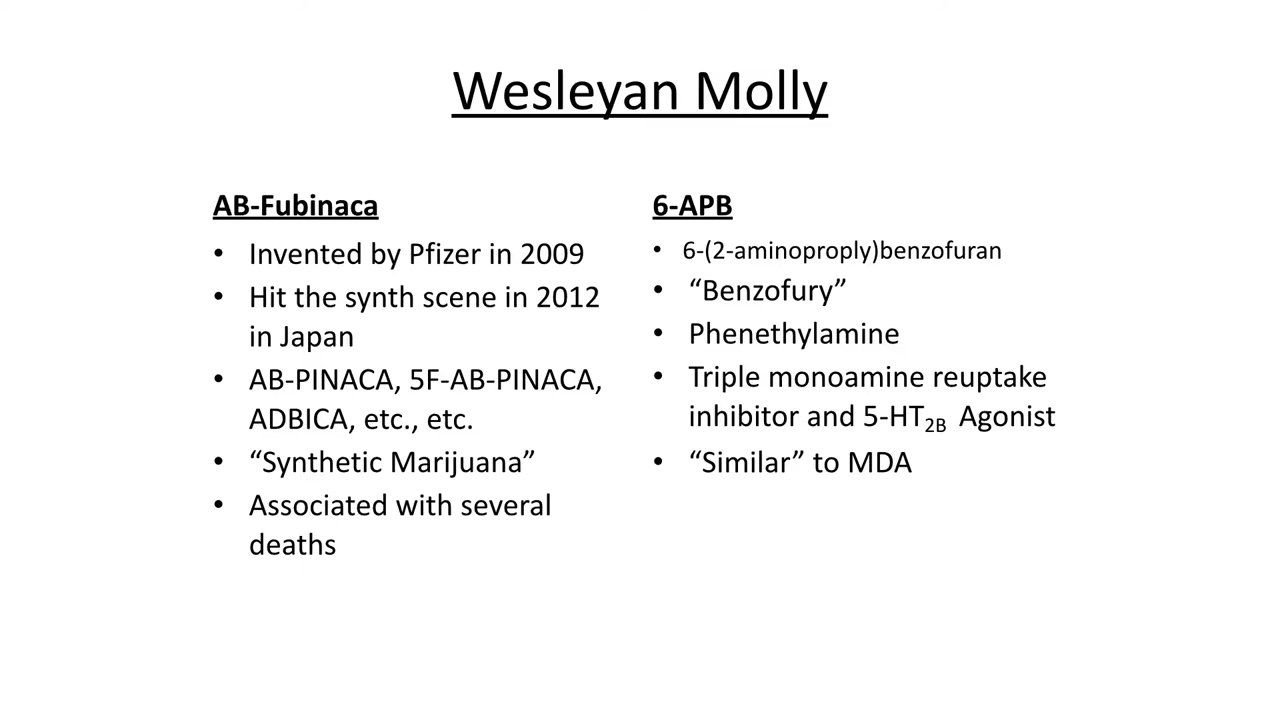 Wesleyan Molly
AB-Fubinaca
• Invented by Pfizer in 2009
• Hit the synth scene in 2012
in Japan
• AB-PINACA, 5F-AB-PINACA,
ADBICA, etc., etc.
• “Synthetic Marijuana”
• Associated with several
deaths
6-APB
• 6-(2-aminoproply)benzofuran
• “Benzofury”
• Phenethylamine
• Triple monoamine reuptake
inhibitor and 5-HT2B Agonist
• “Similar” to MDA